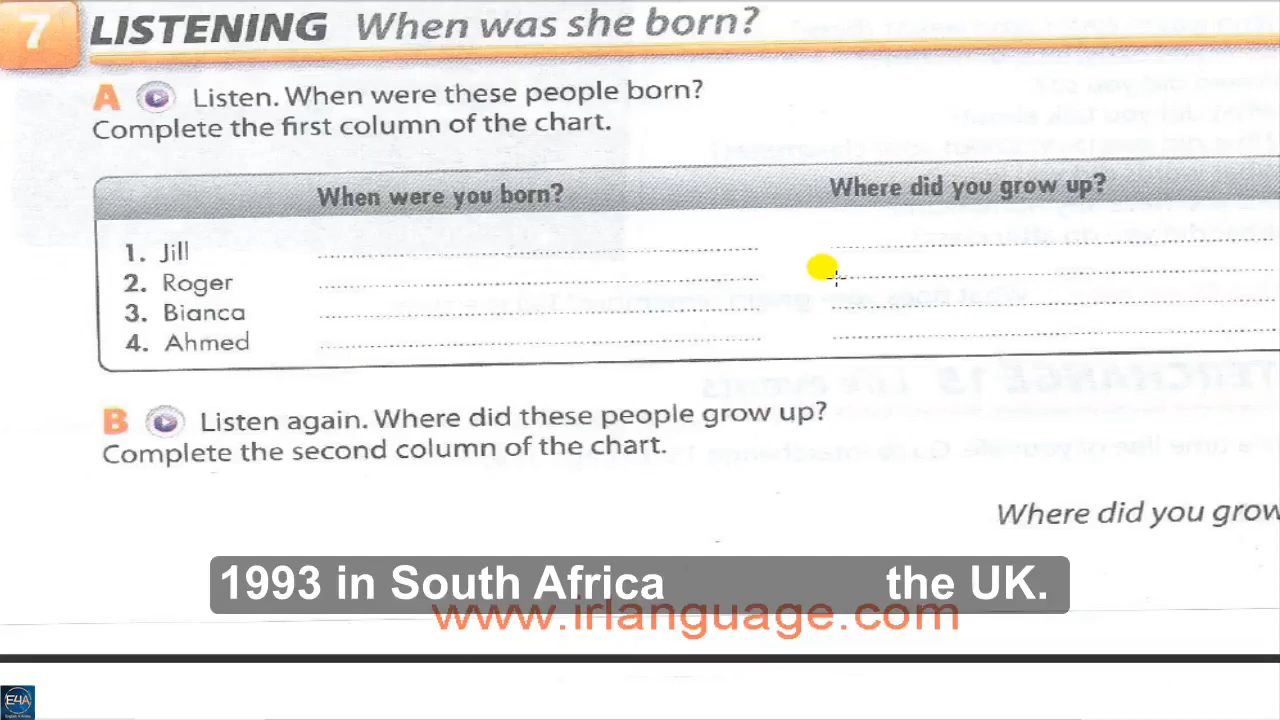 7 LISTENING When was she born?
A Listen. When were these people born?
Complete the first column of the chart.
When were you born? Where did you grow up?
1. Jill
2. Roger
3. Bianca
4. Ahmed
B Listen again. Where did these people grow up?
Complete the second column of the chart.
Where did you grow
1993 in South Africa the UK.
www.irlanguage.com
E4A